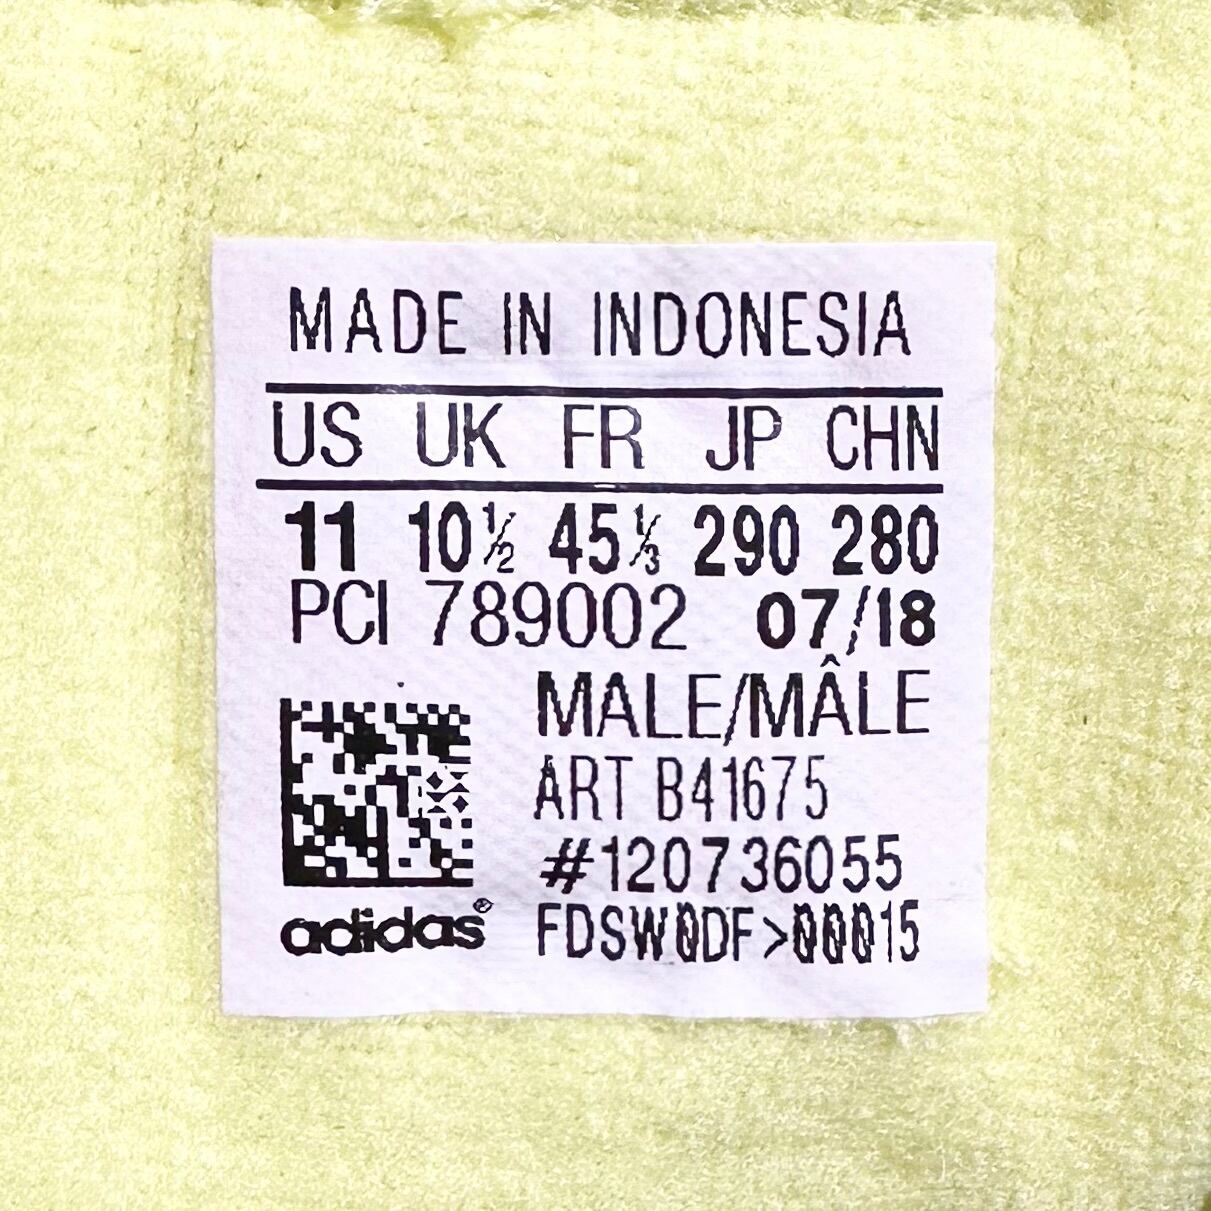 MADE IN INDONESIA
US UK FR JP CHN
11 10½ 45⅓ 290 280
PCI 789002 07/18
MALE/MÂLE
ART B41675
#120736055
adidas® FDSW0DF>00015